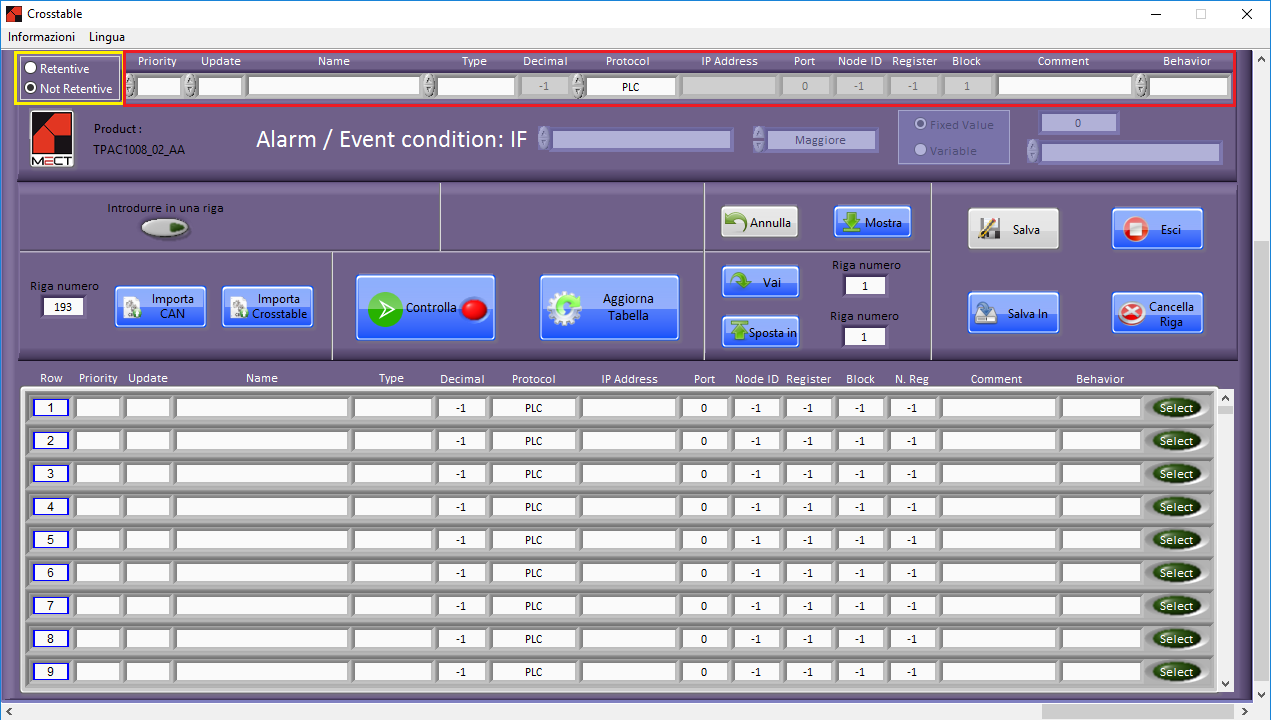 Crosstable
Informazioni Lingua
Retentive
Not Retentive
Priority Update Name Type Decimal Protocol IP Address Port Node ID Register Block Comment Behavior
-1 PLC 0 -1 -1 1
MECT
Product :
TPAC1008_02_AA
Alarm / Event condition: IF
Maggiore
Fixed Value
Variable
0
Introdurre in una riga
Annulla
Mostra
Salva
Esci
Riga numero
193
Importa CAN
Importa Crosstable
Controlla
Aggiorna Tabella
Vai
Riga numero
1
Sposta in
Riga numero
1
Salva In
Cancella Riga
Row Priority Update Name Type Decimal Protocol IP Address Port Node ID Register Block N. Reg Comment Behavior
1 -1 PLC 0 -1 -1 -1 -1 Select
2 -1 PLC 0 -1 -1 -1 -1 Select
3 -1 PLC 0 -1 -1 -1 -1 Select
4 -1 PLC 0 -1 -1 -1 -1 Select
5 -1 PLC 0 -1 -1 -1 -1 Select
6 -1 PLC 0 -1 -1 -1 -1 Select
7 -1 PLC 0 -1 -1 -1 -1 Select
8 -1 PLC 0 -1 -1 -1 -1 Select
9 -1 PLC 0 -1 -1 -1 -1 Select